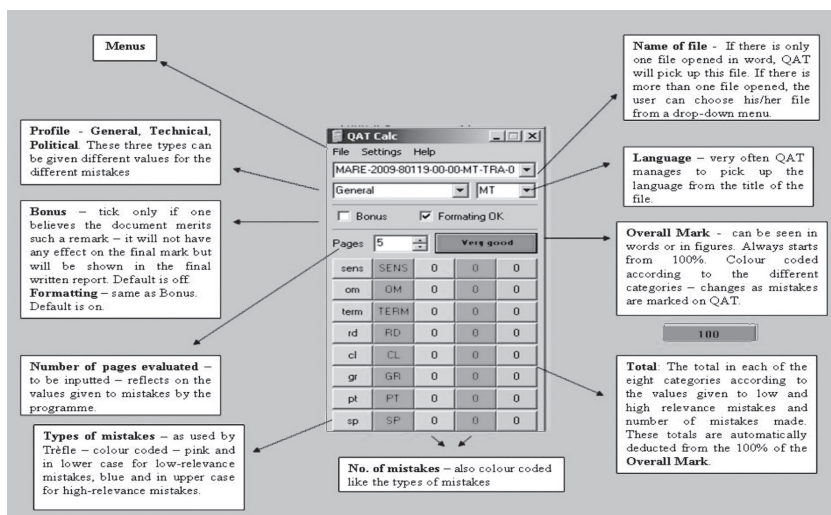 Menus
Profile - General, Technical,
Political. These three types can
be given different values for the
different mistakes
Bonus – tick only if one
believes the document merits
such a remark – it will not have
any effect on the final mark but
will be shown in the final
written report. Default is off.
Formatting – same as Bonus.
Default is on.
Number of pages evaluated –
to be inputted – reflects on the
values given to mistakes by the
programme.
Types of mistakes – as used by
Trèfle – colour coded – pink and
in lower case for low-relevance
mistakes, blue and in upper case
for high-relevance mistakes.
QAT Calc
File Settings Help
MARE-2009-80119-00-00-MT-TRA-0
General MT
Bonus Formating OK
Pages 5 Very good
sens SENS 0 0 0
om OM 0 0 0
term TERM 0 0 0
rd RD 0 0 0
cl CL 0 0 0
gr GR 0 0 0
pt PT 0 0 0
sp SP 0 0 0
No. of mistakes – also colour coded
like the types of mistakes
Name of file - If there is only
one file opened in word, QAT
will pick up this file. If there is
more than one file opened, the
user can choose his/her file
from a drop-down menu.
Language – very often QAT
manages to pick up the
language from the title of the
file.
Overall Mark - can be seen in
words or in figures. Always starts
from 100%. Colour coded
according to the different
categories – changes as mistakes
are marked on QAT.
100
Total: The total in each of the
eight categories according to
the values given to low and
high relevance mistakes and
number of mistakes made.
These totals are automatically
deducted from the 100% of the
Overall Mark.